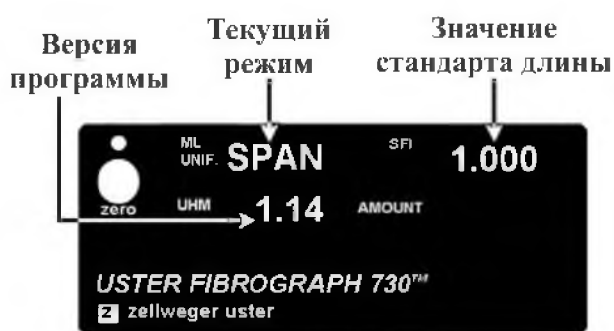 Версия программы
Текущий режим
Значение стандарта длины
ML UNIF. SPAN SFI 1.000
zero UHM 1.14 AMOUNT
USTER FIBROGRAPH 730™
z zellweger uster